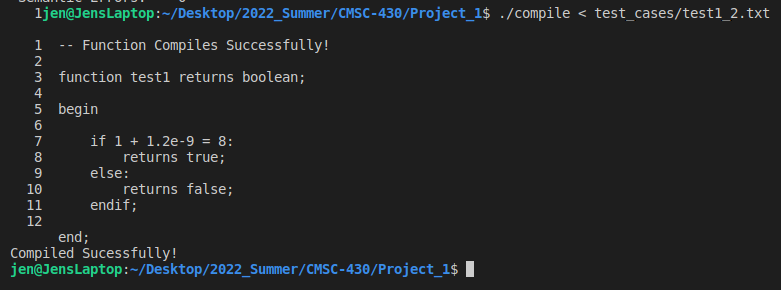 Semantic Errors: 0
1jen@JensLaptop:~/Desktop/2022_Summer/CMSC-430/Project_1$ ./compile < test_cases/test1_2.txt
1 -- Function Compiles Successfully!
2
3 function test1 returns boolean;
4
5 begin
6
7 if 1 + 1.2e-9 = 8:
8 returns true;
9 else:
10 returns false;
11 endif;
12
end;
Compiled Sucessfully!
jen@JensLaptop:~/Desktop/2022_Summer/CMSC-430/Project_1$